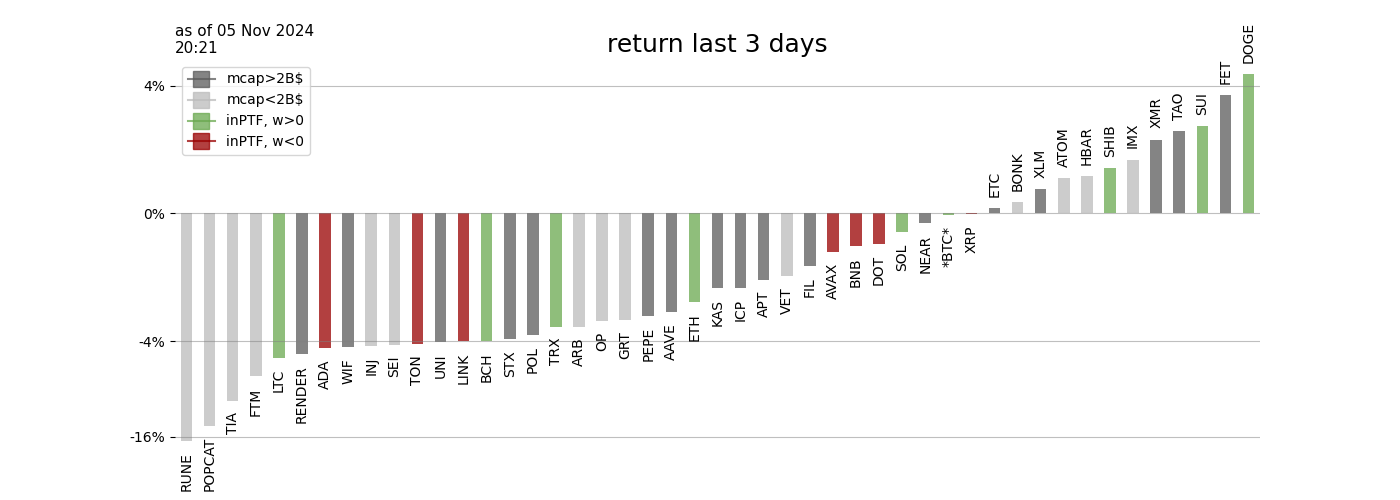 as of 05 Nov 2024
20:21
return last 3 days
mcap>2B$
mcap<2B$
inPTF, w>0
inPTF, w<0
4%
0%
-4%
-16%
RUNE
POPCAT
TIA
FTM
LTC
RENDER
ADA
WIF
INJ
SEI
TON
UNI
LINK
BCH
STX
POL
TRX
ARB
OP
GRT
PEPE
AAVE
ETH
KAS
ICP
APT
VET
FIL
AVAX
BNB
DOT
SOL
NEAR
*BTC*
XRP
ETC
BONK
XLM
ATOM
HBAR
SHIB
IMX
XMR
TAO
SUI
FET
DOGE